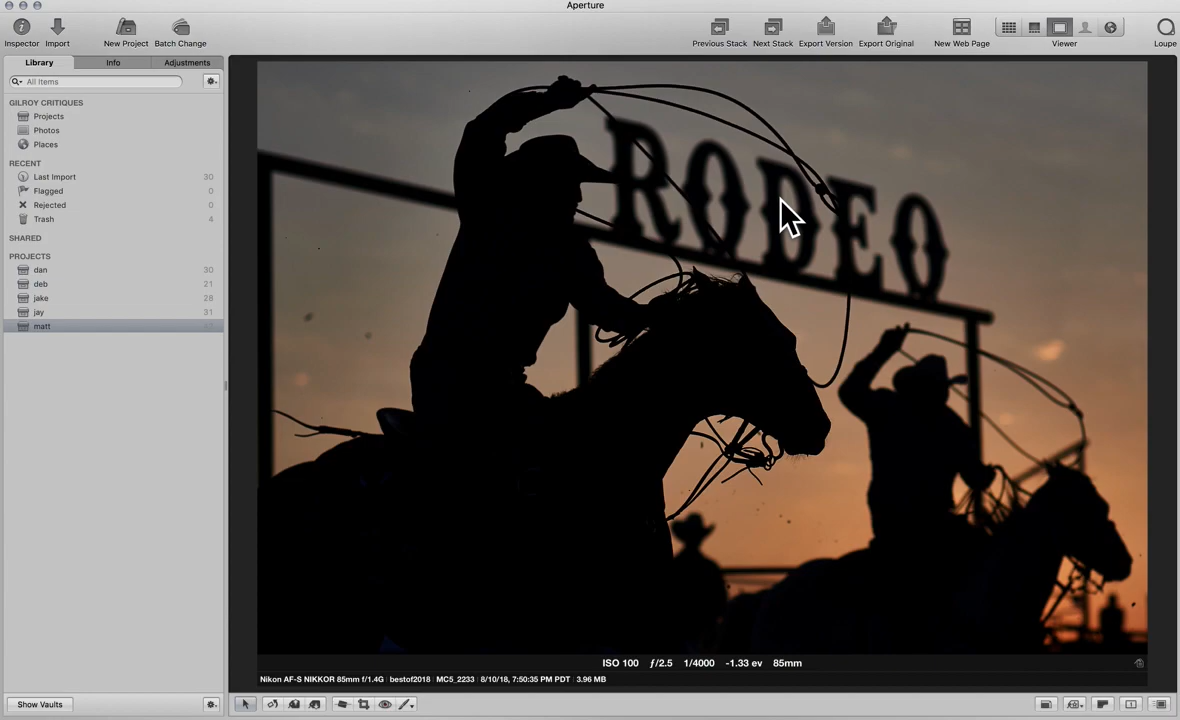 Aperture
Inspector Import New Project Batch Change Previous Stack Next Stack Export Version Export Original New Web Page Viewer Loupe
Library Info Adjustments
All Items
GILROY CRITIQUES
Projects
Photos
Places
RECENT
Last Import 30
Flagged 0
Rejected 0
Trash 4
SHARED
PROJECTS
dan 30
deb 21
jake 28
jay 31
matt
RODEO
ISO 100 ƒ/2.5 1/4000 -1.33 ev 85mm
Nikon AF-S NIKKOR 85mm f/1.4G bestof2018 MC5_2233 8/10/18, 7:50:35 PM PDT 3.96 MB
Show Vaults